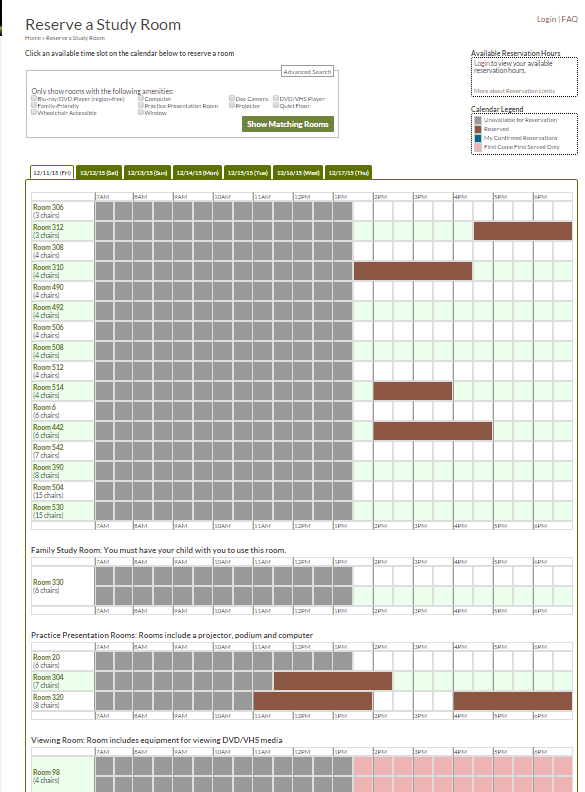 Reserve a Study Room
Login | FAQ
Home » Reserve a Study Room
Click an available time slot on the calendar below to reserve a room
Advanced Search
Only show rooms with the following amenities:
Blu-ray/DVD Player (region-free) Computer Doc Camera DVD/VHS Player
Family-Friendly Practice Presentation Room Projector Quiet Floor
Wheelchair Accessible Window
Show Matching Rooms
Available Reservation Hours
Login to view your available
reservation hours.
More about Reservation Limits
Calendar Legend
Unavailable for Reservation
Reserved
My Confirmed Reservations
First Come First Served Only
12/11/15 (Fri) 12/12/15 (Sat) 12/13/15 (Sun) 12/14/15 (Mon) 12/15/15 (Tue) 12/16/15 (Wed) 12/17/15 (Thu)
7AM 8AM 9AM 10AM 11AM 12PM 1PM 2PM 3PM 4PM 5PM 6PM
Room 306
(3 chairs)
Room 312
(3 chairs)
Room 308
(4 chairs)
Room 310
(4 chairs)
Room 490
(4 chairs)
Room 492
(4 chairs)
Room 506
(4 chairs)
Room 508
(4 chairs)
Room 512
(4 chairs)
Room 514
(4 chairs)
Room 6
(6 chairs)
Room 442
(6 chairs)
Room 542
(7 chairs)
Room 390
(8 chairs)
Room 504
(15 chairs)
Room 530
(15 chairs)
7AM 8AM 9AM 10AM 11AM 12PM 1PM 2PM 3PM 4PM 5PM 6PM
Family Study Room: You must have your child with you to use this room.
7AM 8AM 9AM 10AM 11AM 12PM 1PM 2PM 3PM 4PM 5PM 6PM
Room 330
(6 chairs)
7AM 8AM 9AM 10AM 11AM 12PM 1PM 2PM 3PM 4PM 5PM 6PM
Practice Presentation Rooms: Rooms include a projector, podium and computer
7AM 8AM 9AM 10AM 11AM 12PM 1PM 2PM 3PM 4PM 5PM 6PM
Room 20
(6 chairs)
Room 304
(7 chairs)
Room 320
(8 chairs)
7AM 8AM 9AM 10AM 11AM 12PM 1PM 2PM 3PM 4PM 5PM 6PM
Viewing Room: Room includes equipment for viewing DVD/VHS media
7AM 8AM 9AM 10AM 11AM 12PM 1PM 2PM 3PM 4PM 5PM 6PM
Room 98
(4 chairs)